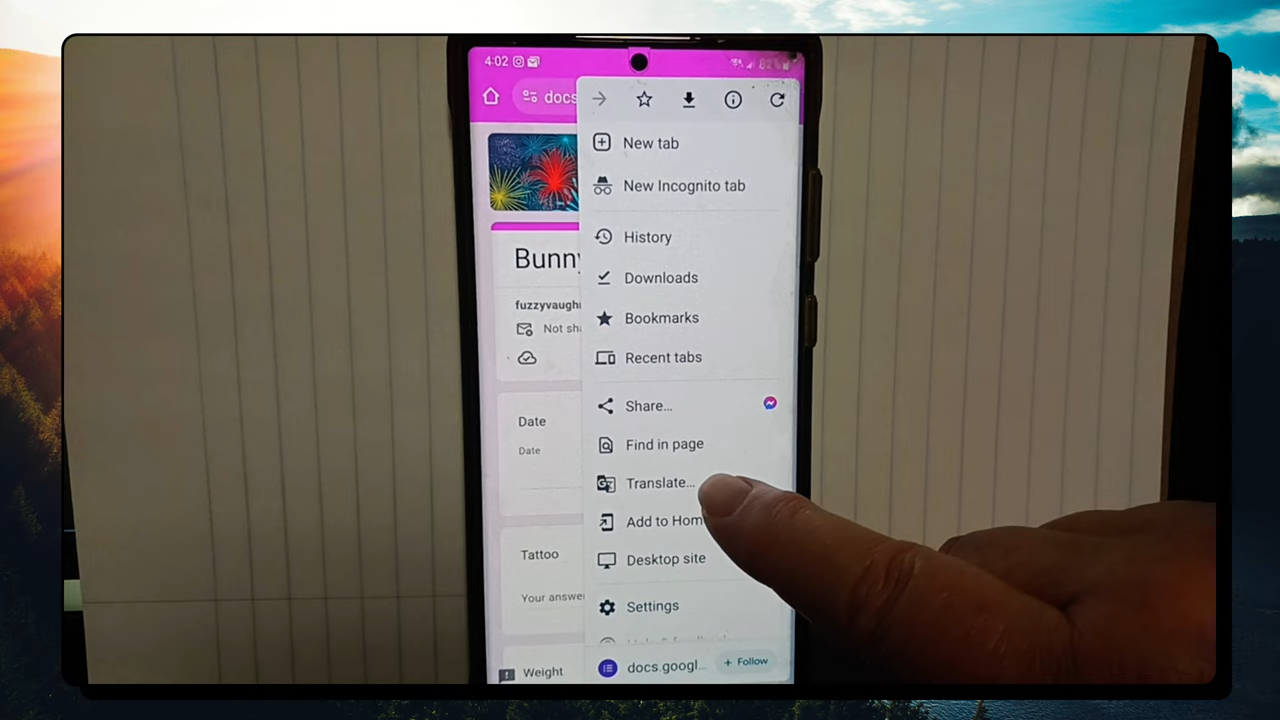 4:02
82%
docs
New tab
New Incognito tab
History
Bunny
Downloads
fuzzyvaugh
Not sh
Bookmarks
Recent tabs
Share...
Date
Date
Find in page
Translate...
Add to Hom
Tattoo
Desktop site
Your answe
Settings
Weight
docs.googl...
+ Follow